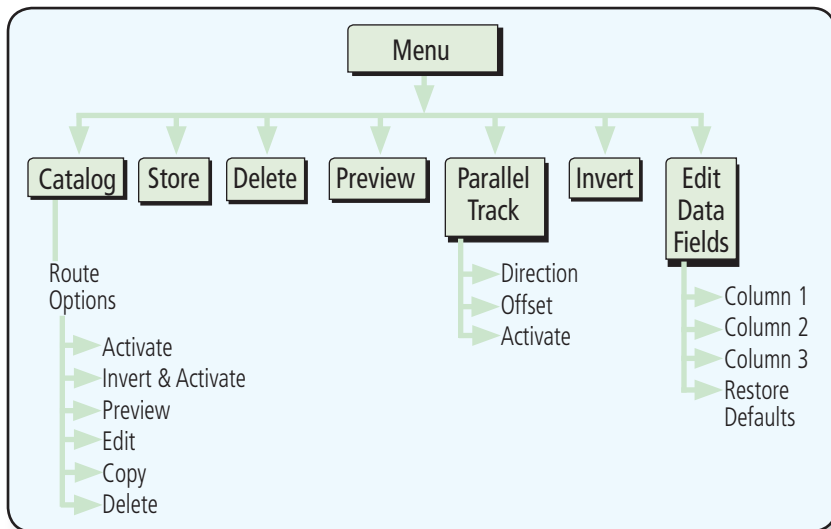 Menu
Catalog
Store
Delete
Preview
Parallel
Track
Invert
Edit
Data
Fields
Route
Options
Activate
Invert & Activate
Preview
Edit
Copy
Delete
Direction
Offset
Activate
Column 1
Column 2
Column 3
Restore
Defaults